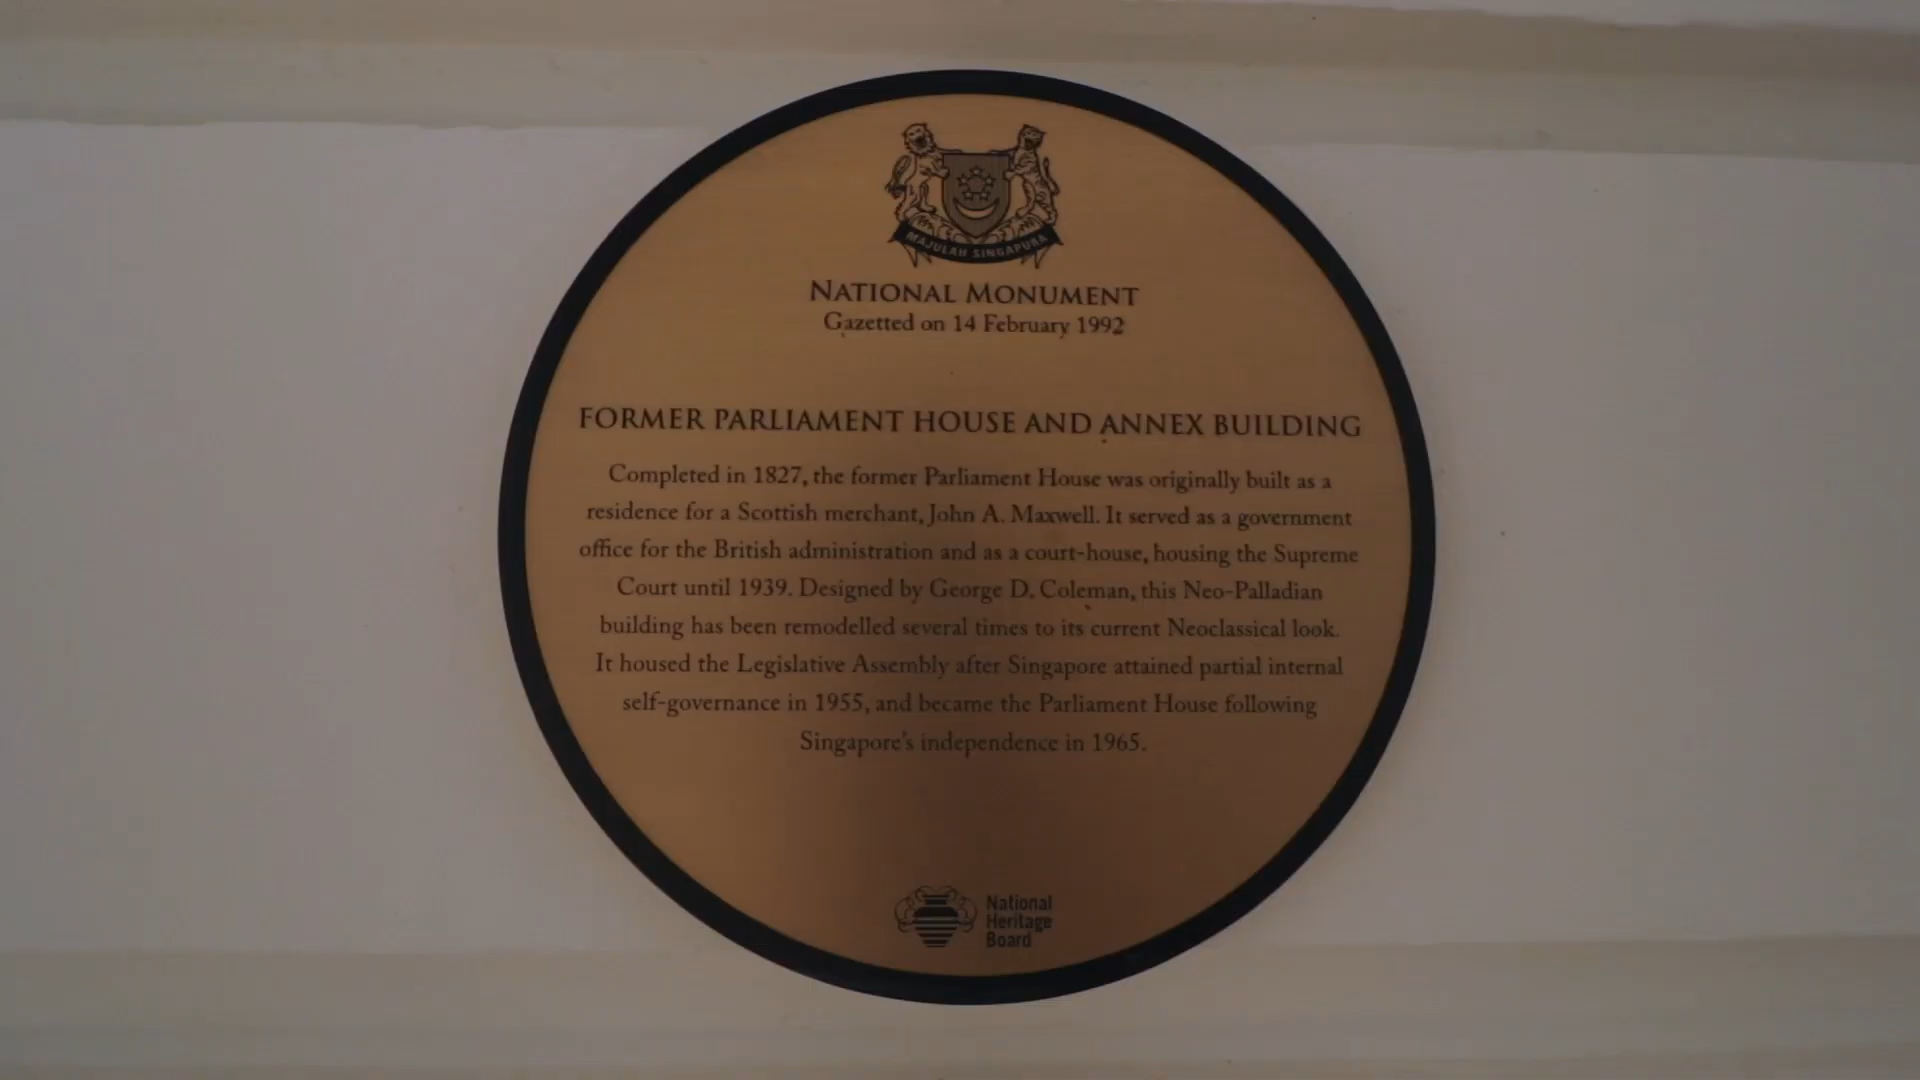 MAJULAH SINGAPURA
NATIONAL MONUMENT
Gazetted on 14 February 1992
FORMER PARLIAMENT HOUSE AND ANNEX BUILDING
Completed in 1827, the former Parliament House was originally built as a
residence for a Scottish merchant, John A. Maxwell. It served as a government
office for the British administration and as a court-house, housing the Supreme
Court until 1939. Designed by George D. Coleman, this Neo-Palladian
building has been remodelled several times to its current Neoclassical look.
It housed the Legislative Assembly after Singapore attained partial internal
self-governance in 1955, and became the Parliament House following
Singapore's independence in 1965.
National
Heritage
Board